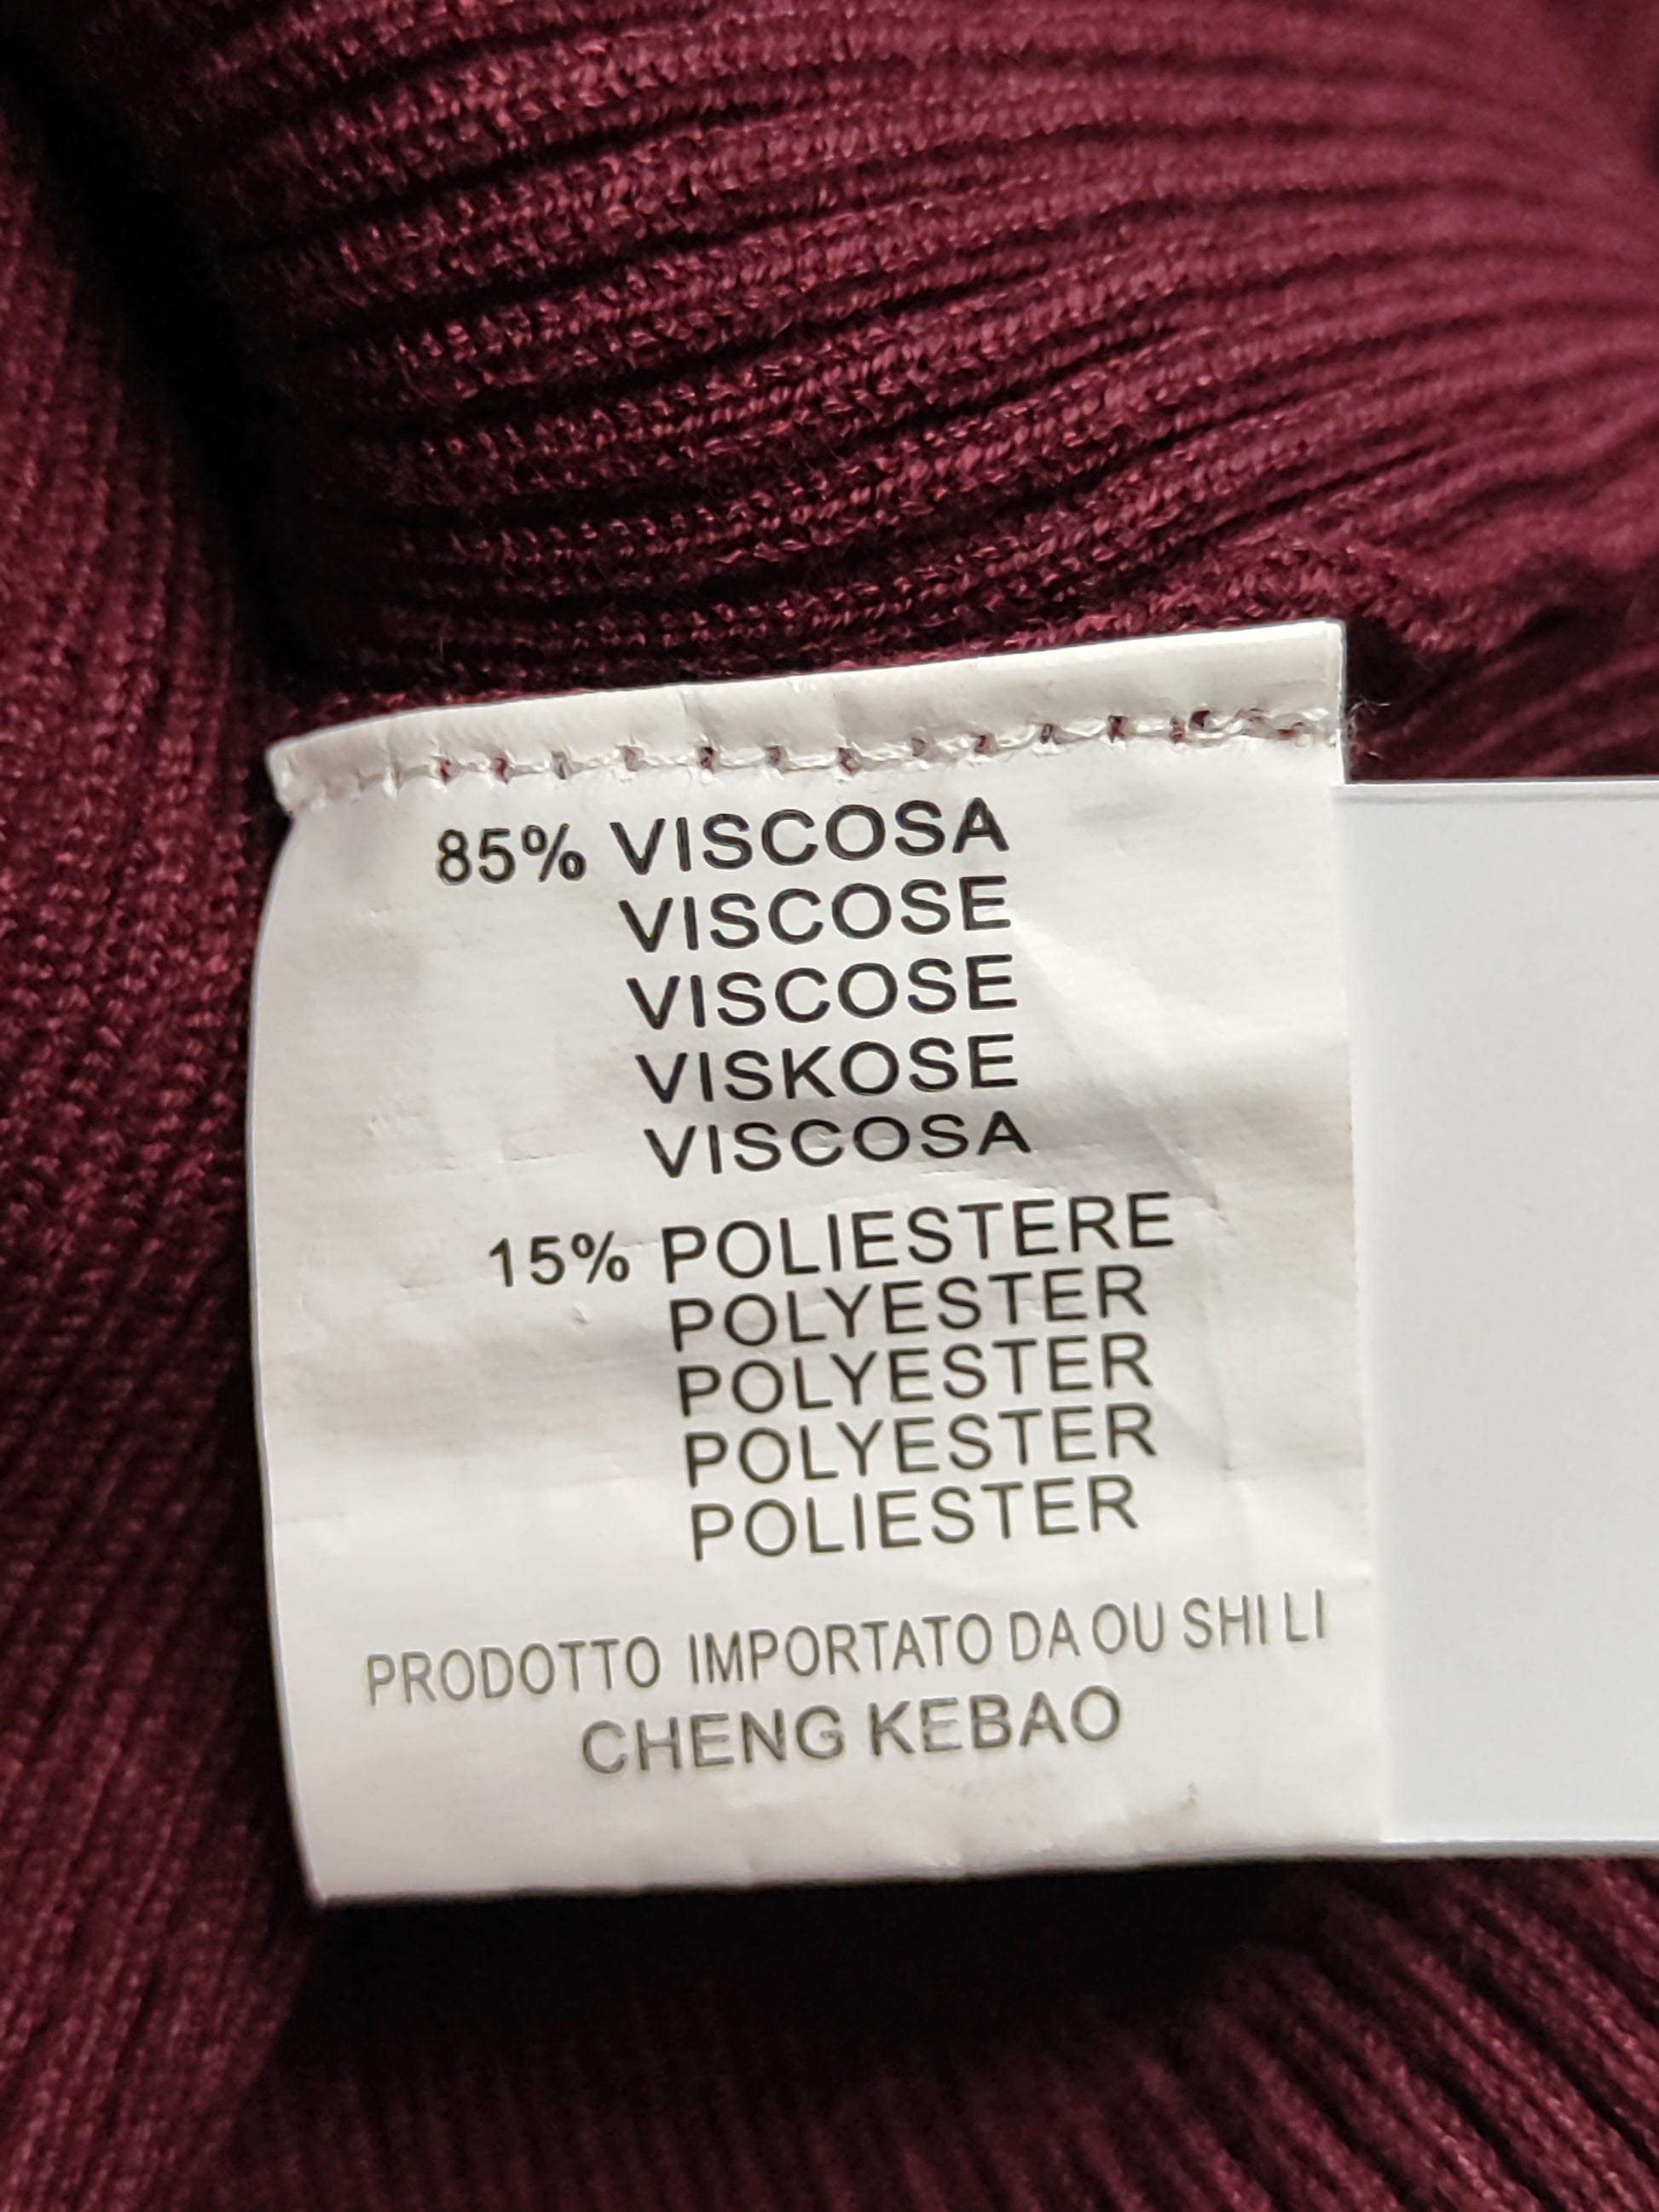 85% VISCOSA
VISCOSE
VISCOSE
VISKOSE
VISCOSA
15% POLIESTERE
POLYESTER
POLYESTER
POLYESTER
POLIESTER
PRODOTTO IMPORTATO DA OU SHI LI
CHENG KEBAO